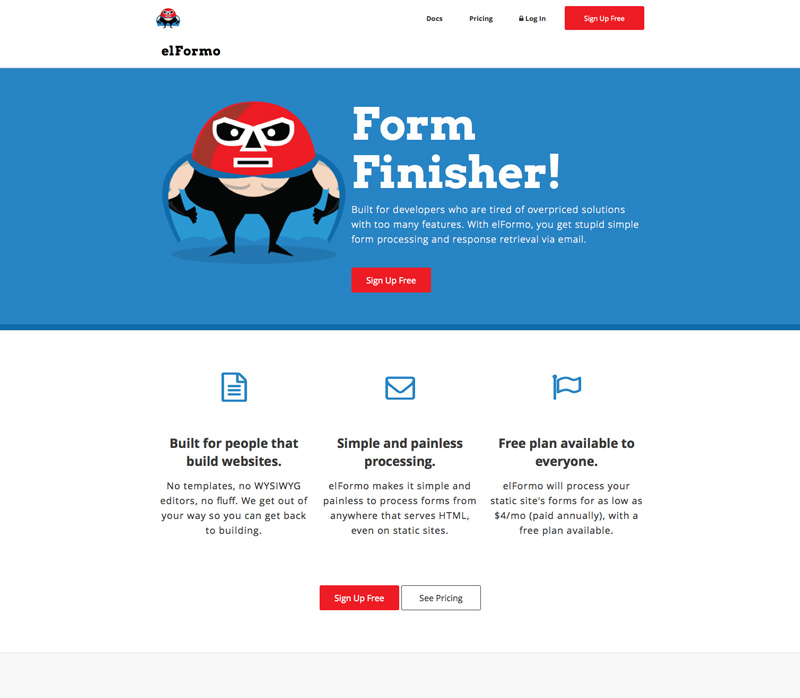 Docs
Pricing
Log In
Sign Up Free
elFormo
Form
Finisher!
Built for developers who are tired of overpriced solutions
with too many features. With elFormo, you get stupid simple
form processing and response retrieval via email.
Sign Up Free
Built for people that
build websites.
No templates, no WYSIWYG
editors, no fluff. We get out of
your way so you can get back
to building.
Simple and painless
processing.
elFormo makes it simple and
painless to process forms from
anywhere that serves HTML,
even on static sites.
Free plan available to
everyone.
elFormo will process your
static site's forms for as low as
$4/mo (paid annually), with a
free plan available.
Sign Up Free
See Pricing